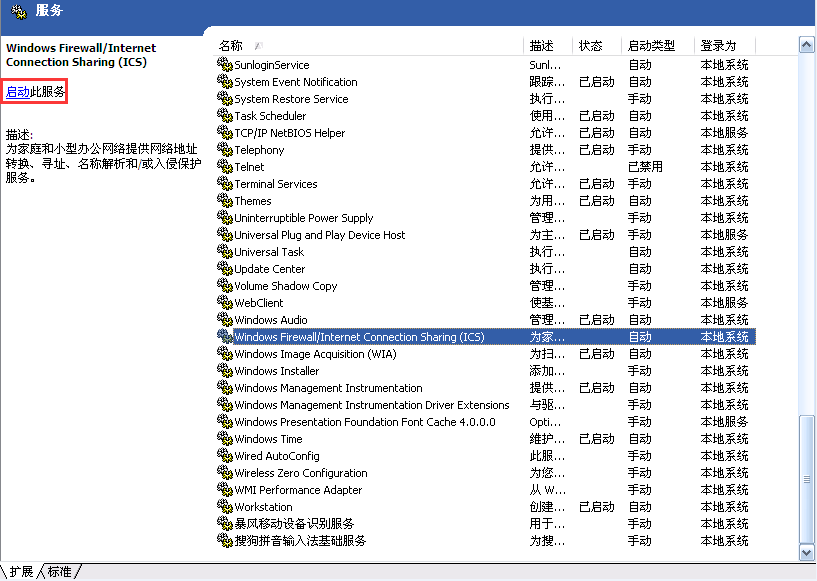 服务
Windows Firewall/Internet
Connection Sharing (ICS)
启动此服务
描述:
为家庭和小型办公网络提供网络地址
转换、寻址、名称解析和/或入侵保护
服务。
名称 描述 状态 启动类型 登录为
SunloginService Sunl... 自动 本地系统
System Event Notification 跟踪... 已启动 自动 本地系统
System Restore Service 执行... 手动 本地系统
Task Scheduler 使用... 已启动 自动 本地系统
TCP/IP NetBIOS Helper 允许... 已启动 自动 本地服务
Telephony 提供... 已启动 手动 本地系统
Telnet 允许... 已禁用 本地系统
Terminal Services 允许... 已启动 手动 本地系统
Themes 为用... 已启动 自动 本地系统
Uninterruptible Power Supply 管理... 手动 本地服务
Universal Plug and Play Device Host 为主... 已启动 手动 本地服务
Universal Task 执行... 自动 本地系统
Update Center 执行... 手动 本地系统
Volume Shadow Copy 管理... 手动 本地系统
WebClient 使基... 手动 本地服务
Windows Audio 管理... 已启动 自动 本地系统
Windows Firewall/Internet Connection Sharing (ICS) 为家... 自动 本地系统
Windows Image Acquisition (WIA) 为扫... 已启动 自动 本地系统
Windows Installer 添加... 手动 本地系统
Windows Management Instrumentation 提供... 已启动 自动 本地系统
Windows Management Instrumentation Driver Extensions 与驱... 手动 本地系统
Windows Presentation Foundation Font Cache 4.0.0.0 Opti... 手动 本地服务
Windows Time 维护... 已启动 自动 本地系统
Wired AutoConfig 此服... 手动 本地系统
Wireless Zero Configuration 为您... 手动 本地系统
WMI Performance Adapter 从 W... 手动 本地系统
Workstation 创建... 已启动 自动 本地系统
暴风移动设备识别服务 用于... 手动 本地系统
搜狗拼音输入法基础服务 为搜... 手动 本地系统
扩展 标准